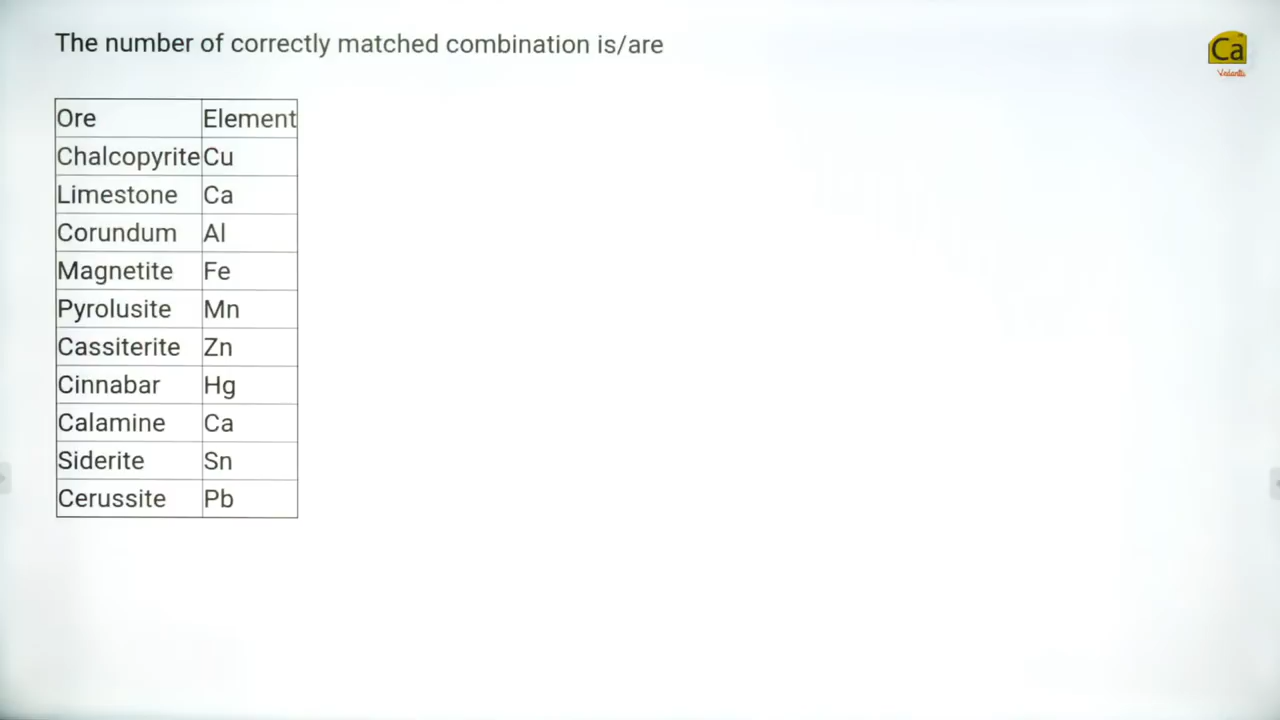 The number of correctly matched combination is/are
Ca
Vedantu
Ore Element
Chalcopyrite Cu
Limestone Ca
Corundum Al
Magnetite Fe
Pyrolusite Mn
Cassiterite Zn
Cinnabar Hg
Calamine Ca
Siderite Sn
Cerussite Pb